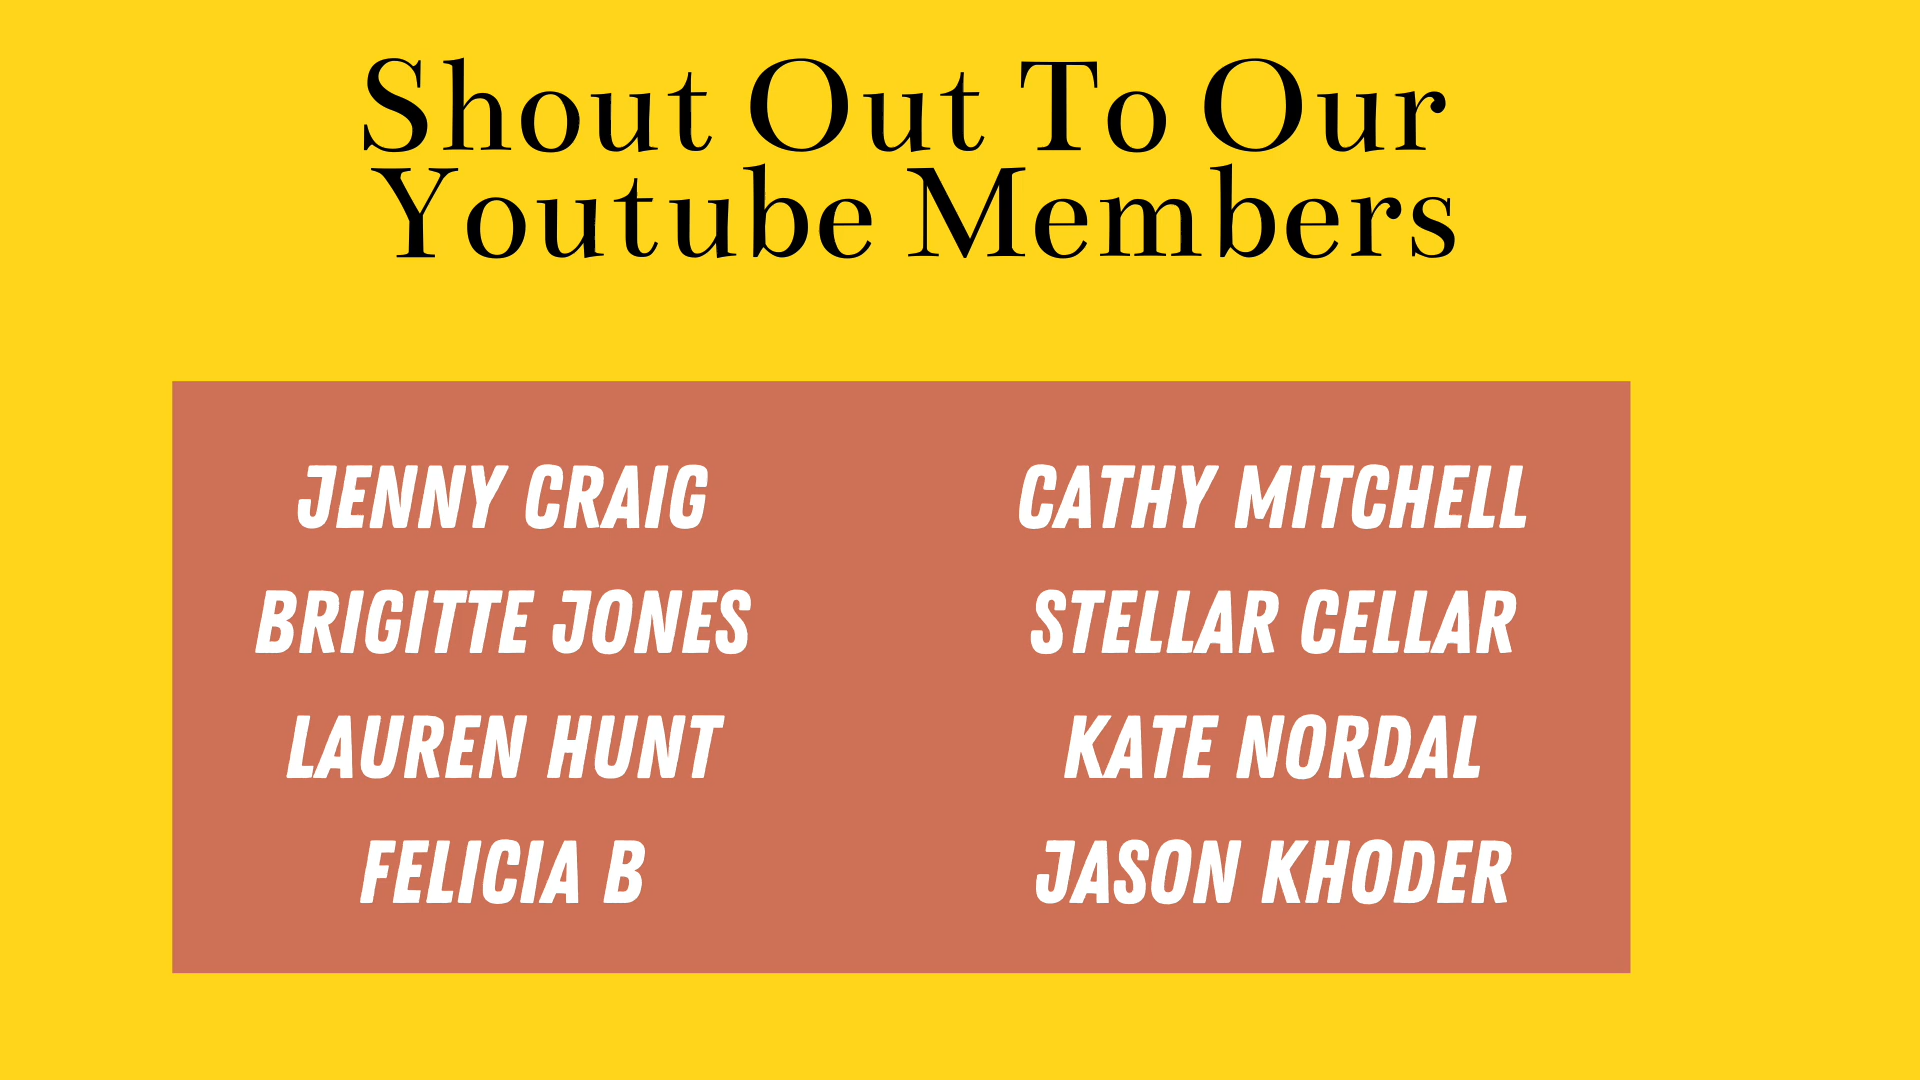 Shout Out To Our
Youtube Members
JENNY CRAIG
BRIGITTE JONES
LAUREN HUNT
FELICIA B
CATHY MITCHELL
STELLAR CELLAR
KATE NORDAL
JASON KHODER